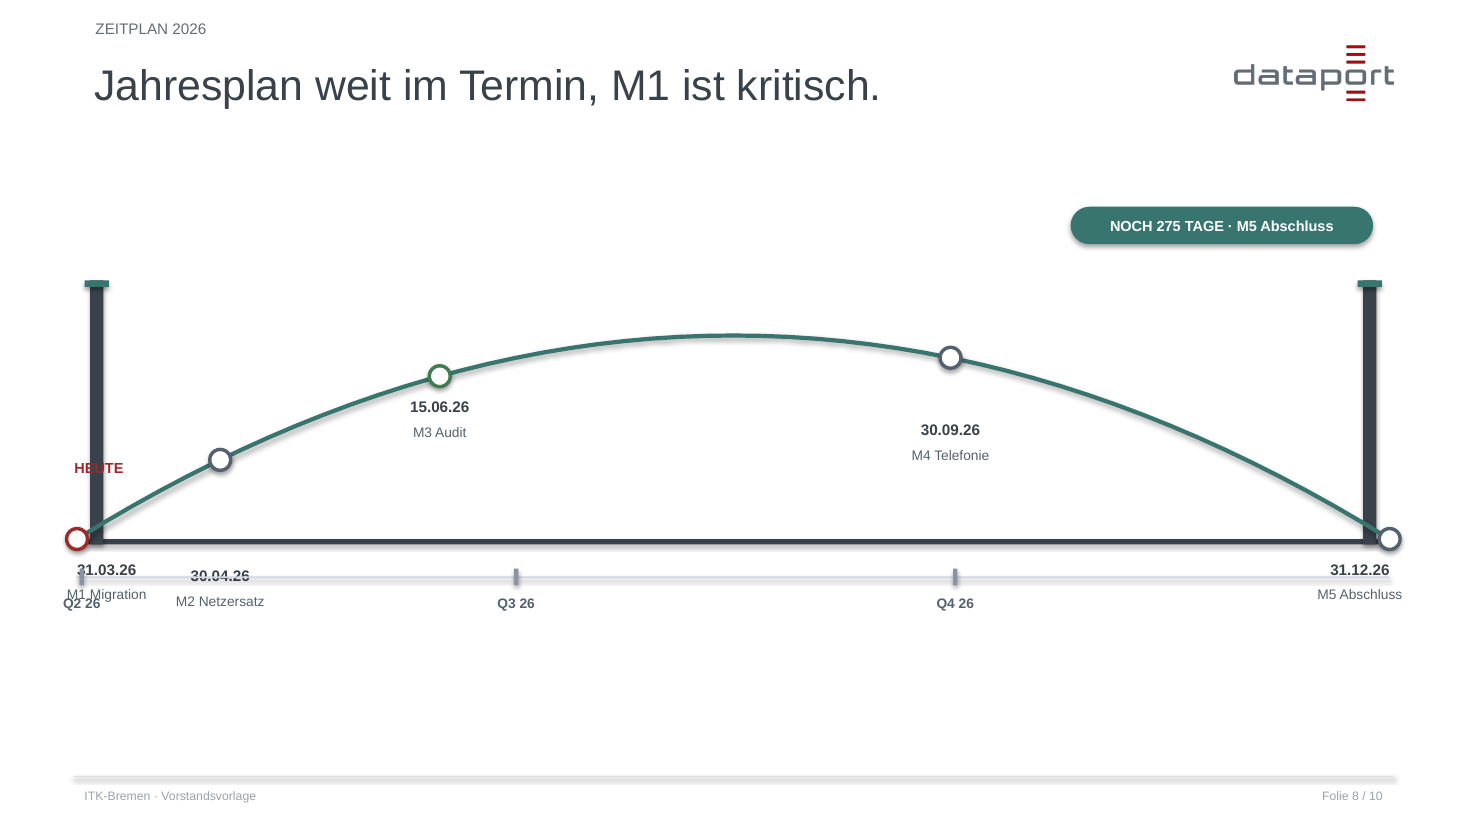 ZEITPLAN 2026
Jahresplan weit im Termin, M1 ist kritisch.
dataport
NOCH 275 TAGE · M5 Abschluss
15.06.26
M3 Audit
30.09.26
M4 Telefonie
HEUTE
31.03.26
M1 Migration
30.04.26
M2 Netzersatz
31.12.26
M5 Abschluss
Q2 26
Q3 26
Q4 26
ITK-Bremen · Vorstandsvorlage
Folie 8 / 10